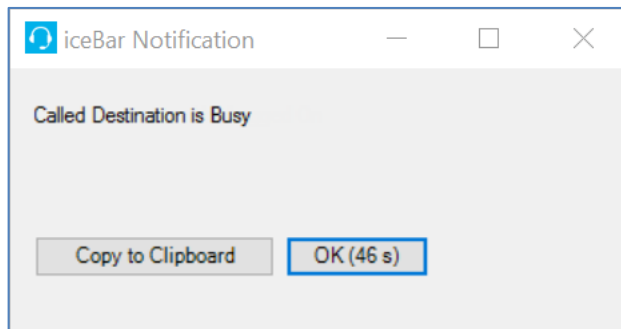 iceBar Notification
Called Destination is Busy
Copy to Clipboard OK (46 s)